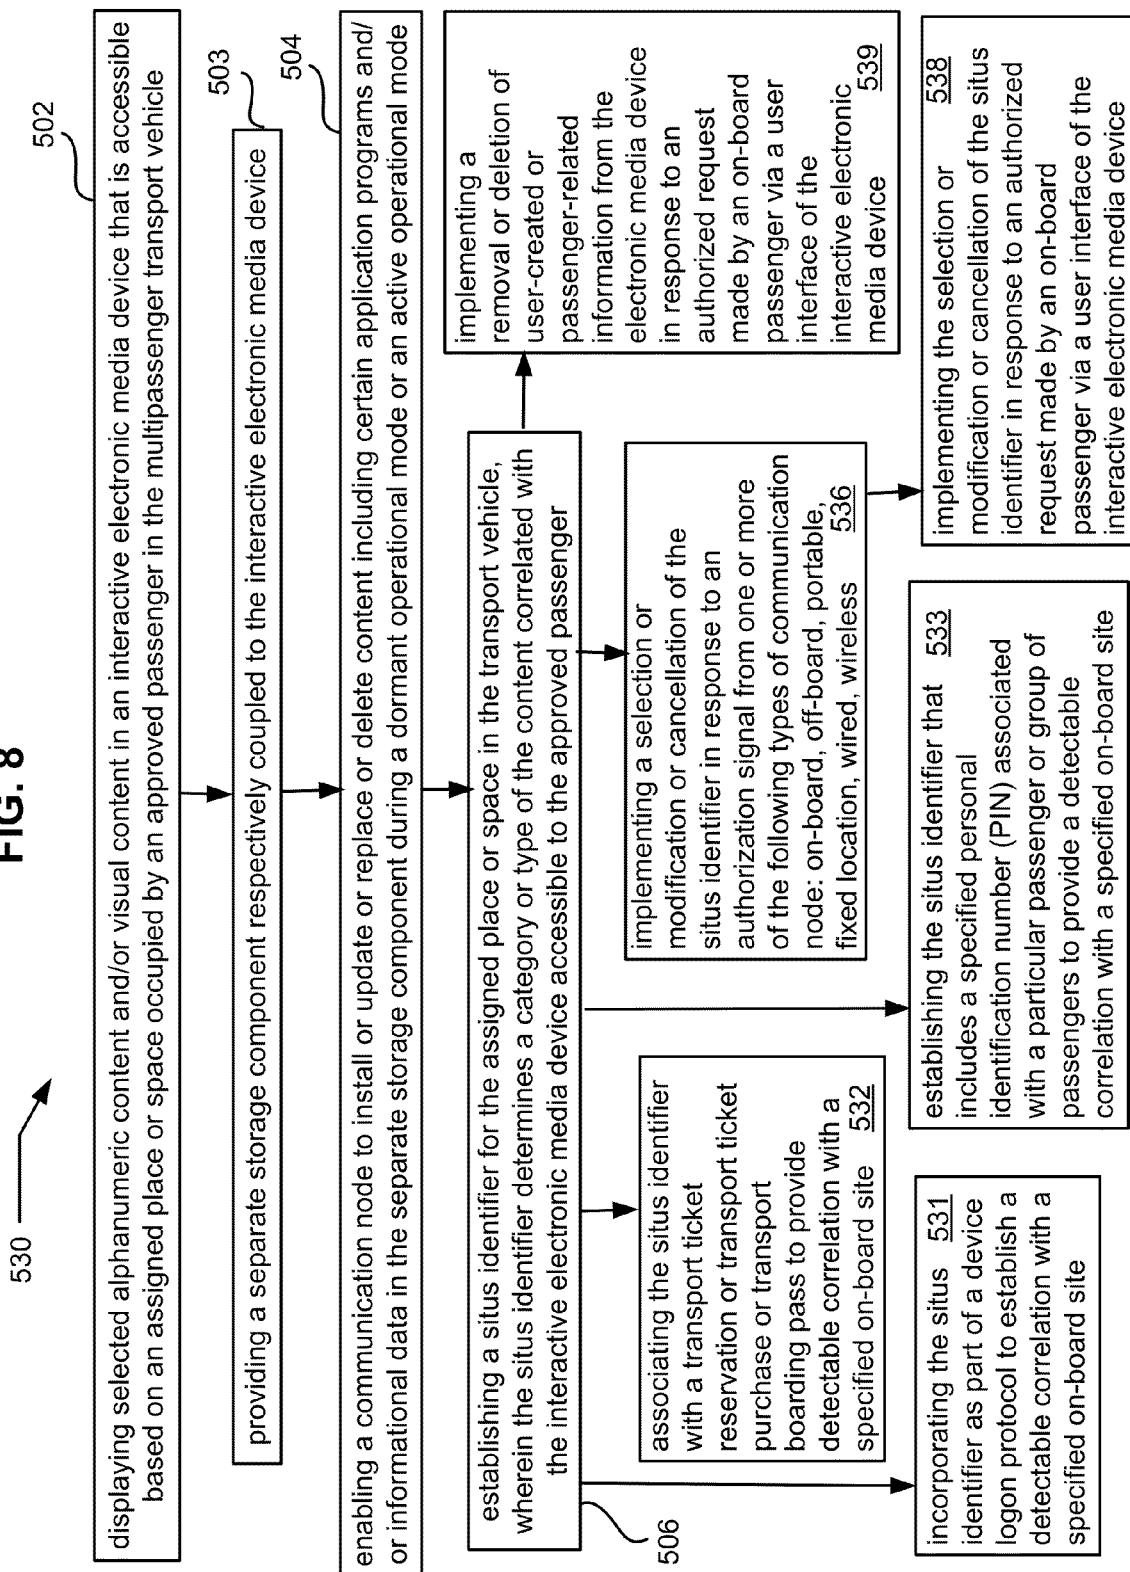 FIG. 8
530
502
displaying selected alphanumeric content and/or visual content in an interactive electronic media device that is accessible
based on an assigned place or space occupied by an approved passenger in the multipassenger transport vehicle
503
providing a separate storage component respectively coupled to the interactive electronic media device
504
enabling a communication node to install or update or replace or delete content including certain application programs and/
or informational data in the separate storage component during a dormant operational mode or an active operational mode
506
establishing a situs identifier for the assigned place or space in the transport vehicle,
wherein the situs identifier determines a category or type of the content correlated with
the interactive electronic media device accessible to the approved passenger
implementing a
removal or deletion of
user-created or
passenger-related
information from the
electronic media device
in response to an
authorized request
made by an on-board
passenger via a user
interface of the
interactive electronic
media device 539
associating the situs identifier
with a transport ticket
reservation or transport ticket
purchase or transport
boarding pass to provide
detectable correlation with a
specified on-board site 532
implementing a selection or
modification or cancellation of the
situs identifier in response to an
authorization signal from one or more
of the following types of communication
node: on-board, off-board, portable,
fixed location, wired, wireless 536
incorporating the situs 531
identifier as part of a device
logon protocol to establish a
detectable correlation with a
specified on-board site
establishing the situs identifier that
includes a specified personal 533
identification number (PIN) associated
with a particular passenger or group of
passengers to provide a detectable
correlation with a specified on-board site
implementing the selection or 538
modification or cancellation of the situs
identifier in response to an authorized
request made by an on-board
passenger via a user interface of the
interactive electronic media device